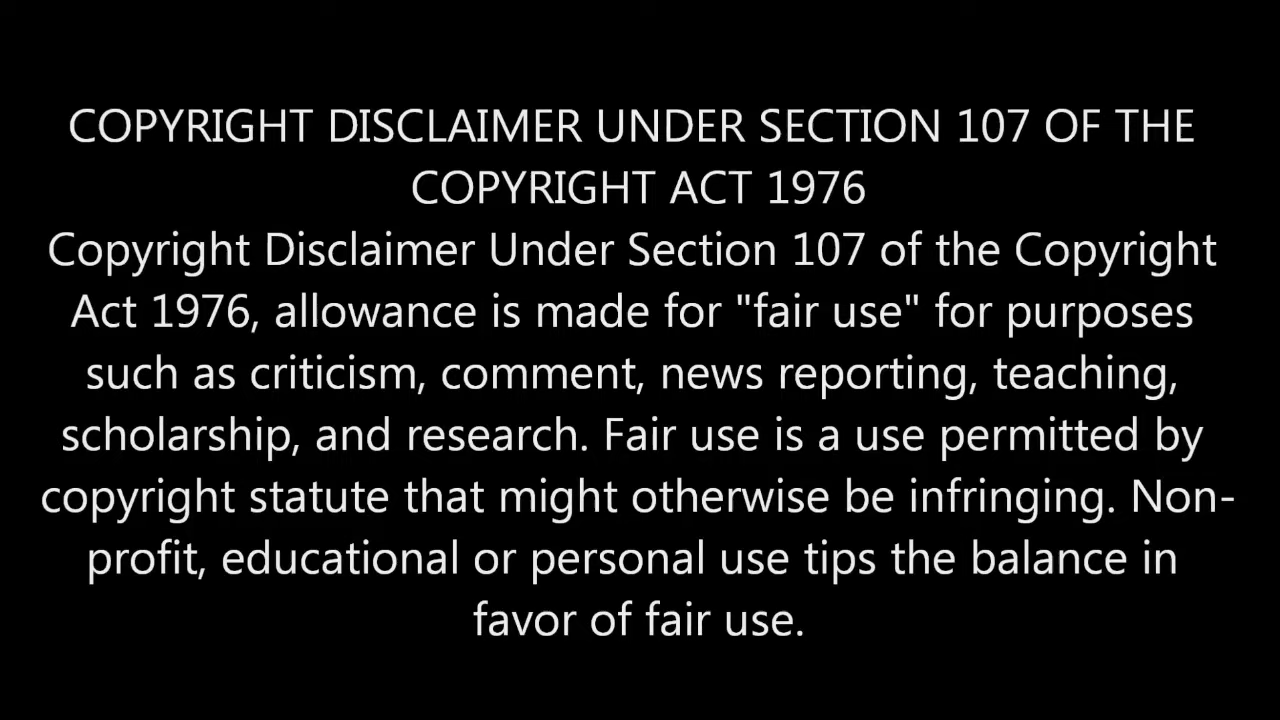 COPYRIGHT DISCLAIMER UNDER SECTION 107 OF THE
COPYRIGHT ACT 1976
Copyright Disclaimer Under Section 107 of the Copyright
Act 1976, allowance is made for "fair use" for purposes
such as criticism, comment, news reporting, teaching,
scholarship, and research. Fair use is a use permitted by
copyright statute that might otherwise be infringing. Non-
profit, educational or personal use tips the balance in
favor of fair use.